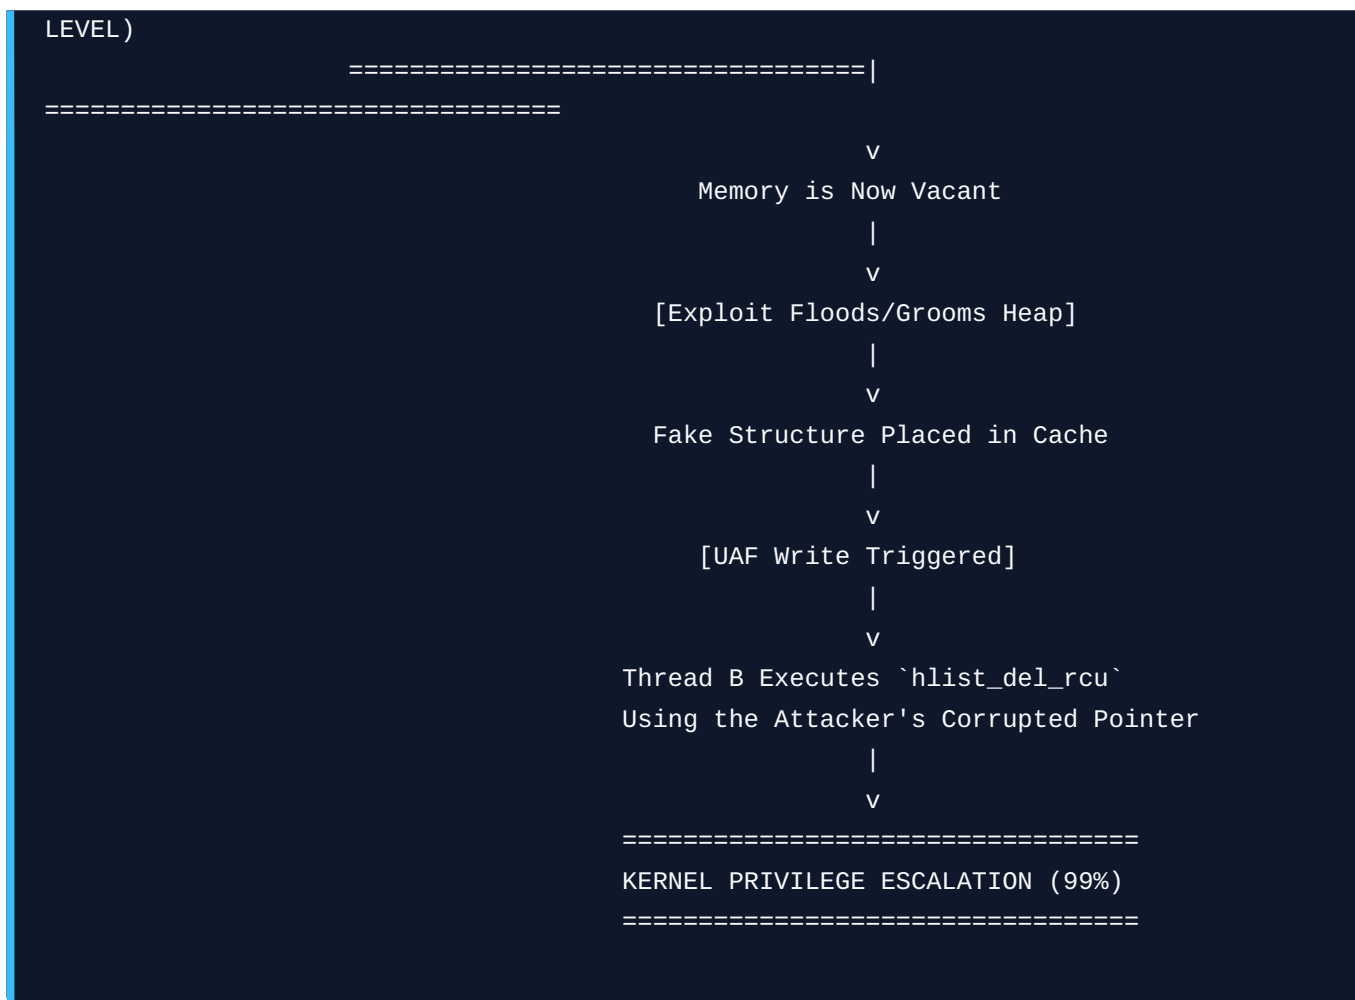 LEVEL)
==================================|
==================================
v
Memory is Now Vacant
|
v
[Exploit Floods/Grooms Heap]
|
v
Fake Structure Placed in Cache
|
v
[UAF Write Triggered]
|
v
Thread B Executes `hlist_del_rcu`
Using the Attacker's Corrupted Pointer
|
v
==================================
KERNEL PRIVILEGE ESCALATION (99%)
==================================